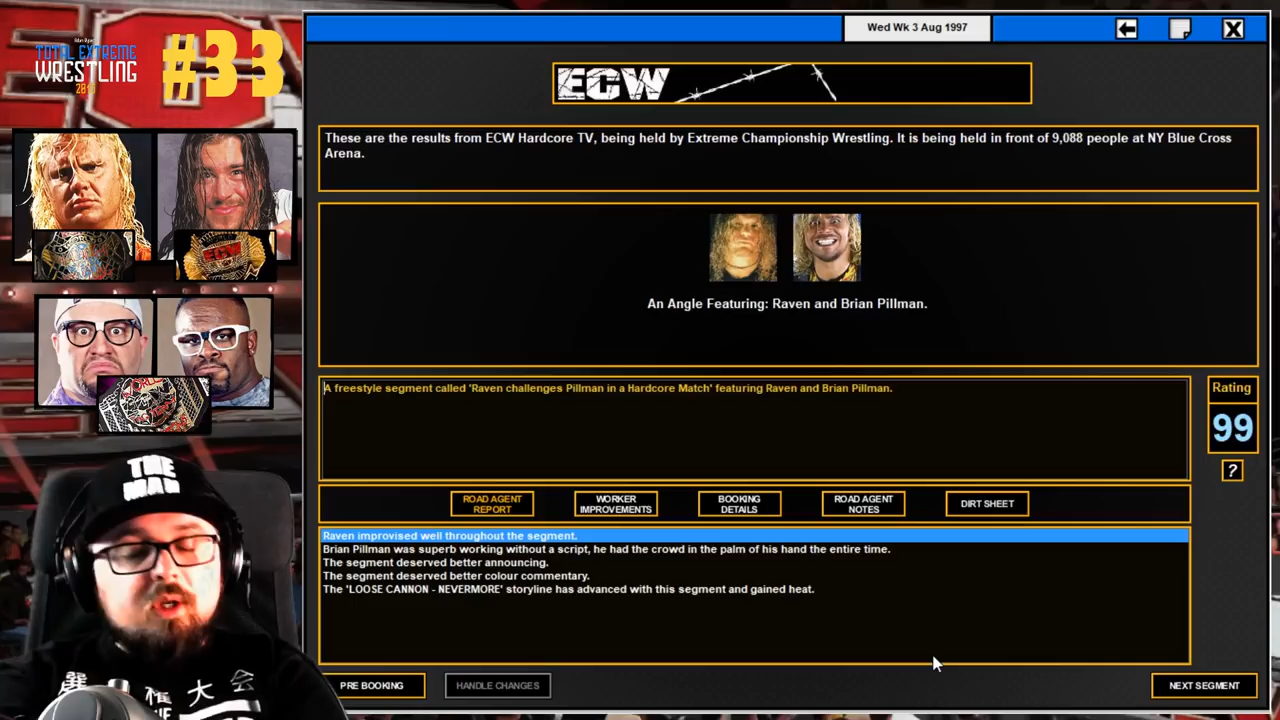 TOTAL EXTREME
WRESTLING
#33
Wed Wk 3 Aug 1997
X
ECW
These are the results from ECW Hardcore TV, being held by Extreme Championship Wrestling. It is being held in front of 9,088 people at NY Blue Cross
Arena.
An Angle Featuring: Raven and Brian Pillman.
A freestyle segment called 'Raven challenges Pillman in a Hardcore Match' featuring Raven and Brian Pillman.
Rating
99
?
ROAD AGENT
REPORT
WORKER
IMPROVEMENTS
BOOKING
DETAILS
ROAD AGENT
NOTES
DIRT SHEET
Raven improvised well throughout the segment.
Brian Pillman was superb working without a script, he had the crowd in the palm of his hand the entire time.
The segment deserved better announcing.
The segment deserved better colour commentary.
The 'LOOSE CANNON - NEVERMORE' storyline has advanced with this segment and gained heat.
PRE BOOKING
HANDLE CHANGES
NEXT SEGMENT
THE
MAN
選
権大会